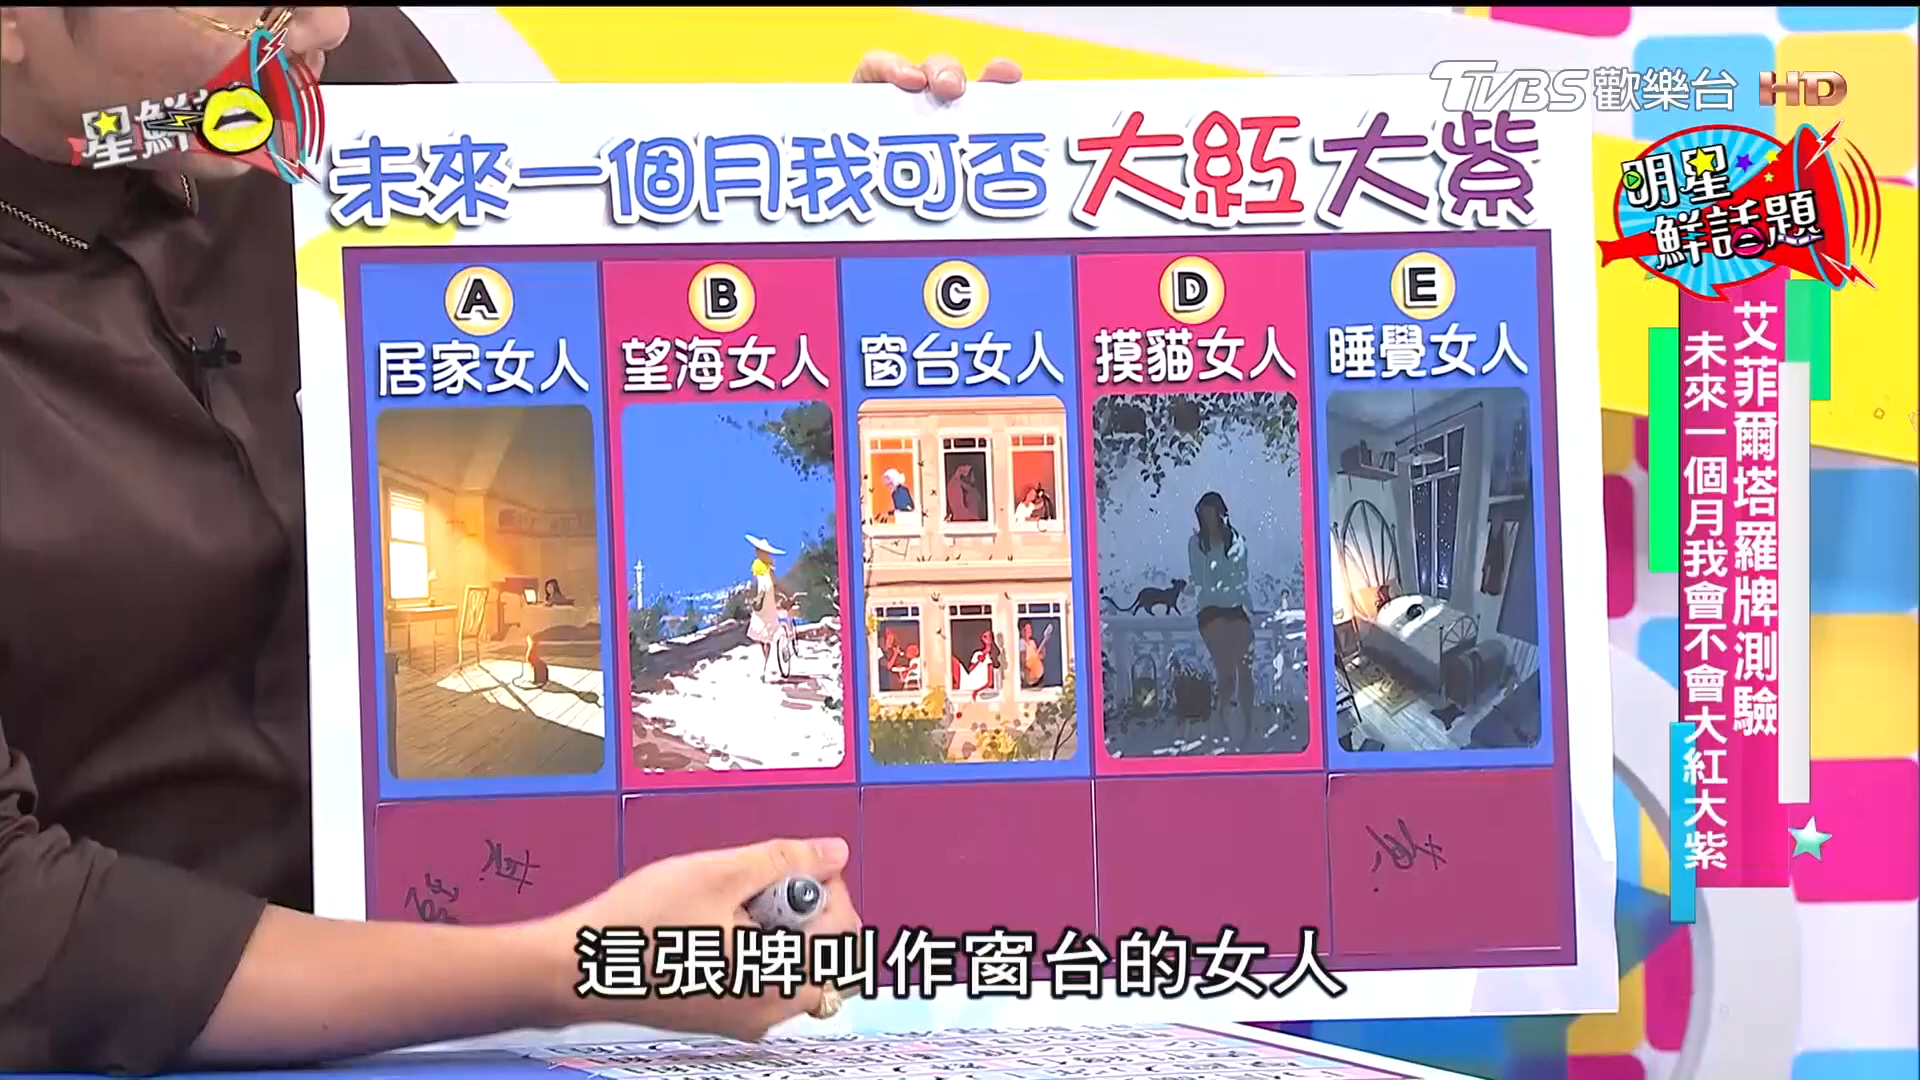 TVBS歡樂台 HD
明星
鮮話題
星鮮
未來一個月我可否大紅大紫
A
居家女人
B
望海女人
C
窗台女人
D
摸貓女人
E
睡覺女人
艾菲爾塔羅牌測驗
未來一個月我會不會大紅大紫
這張牌叫作窗台的女人